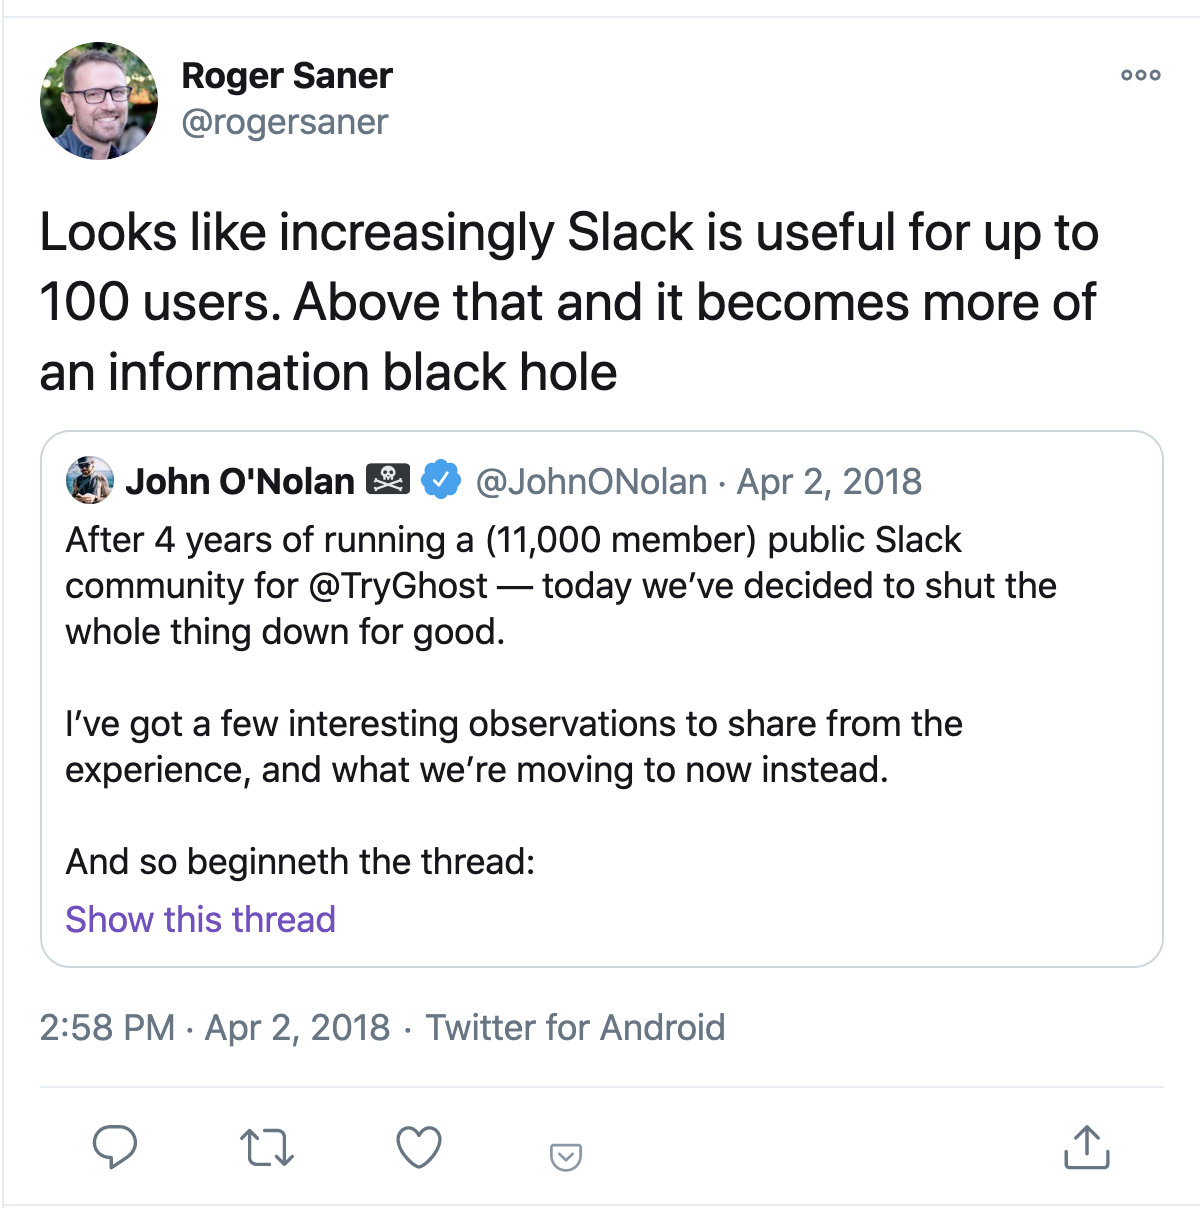 Roger Saner
@rogersaner
Looks like increasingly Slack is useful for up to
100 users. Above that and it becomes more of
an information black hole
John O'Nolan 🏴‍☠️ @JohnONolan · Apr 2, 2018
After 4 years of running a (11,000 member) public Slack
community for @TryGhost — today we’ve decided to shut the
whole thing down for good.
I’ve got a few interesting observations to share from the
experience, and what we’re moving to now instead.
And so beginneth the thread:
Show this thread
2:58 PM · Apr 2, 2018 · Twitter for Android